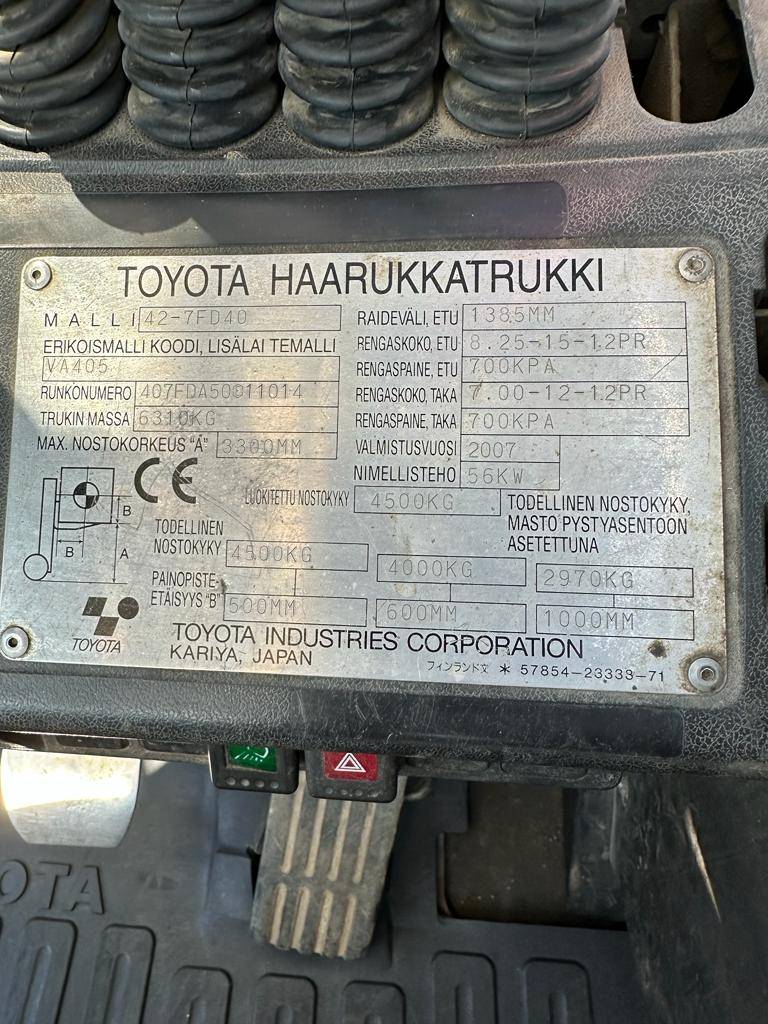 TOYOTA HAARUKKATRUKKI
MALLI 42-7FD40
ERIKOISMALLI KOODI, LISÄLAI TEMALLI
VA405
RUNKONUMERO 407FDA50011014
TRUKIN MASSA 6310KG
MAX. NOSTOKORKEUS "A" 3300MM
RAIDEVÄLI, ETU 1385MM
RENGASKOKO, ETU 8.25-15-12PR
RENGASPAINE, ETU 700KPA
RENGASKOKO, TAKA 7.00-12-12PR
RENGASPAINE, TAKA 700KPA
VALMISTUSVUOSI 2007
NIMELLISTEHO 56KW
CE
B
B
A
LUOKITETTU NOSTOKYKY 4500KG
TODELLINEN NOSTOKYKY,
MASTO PYSTYASENTOON
ASETETTUNA
TODELLINEN
NOSTOKYKY 4500KG 4000KG 2970KG
PAINOPISTE-
ETÄISYYS "B" 500MM 600MM 1000MM
TOYOTA
TOYOTA INDUSTRIES CORPORATION
KARIYA, JAPAN
フィンランド文 * 57854-23333-71
OTA